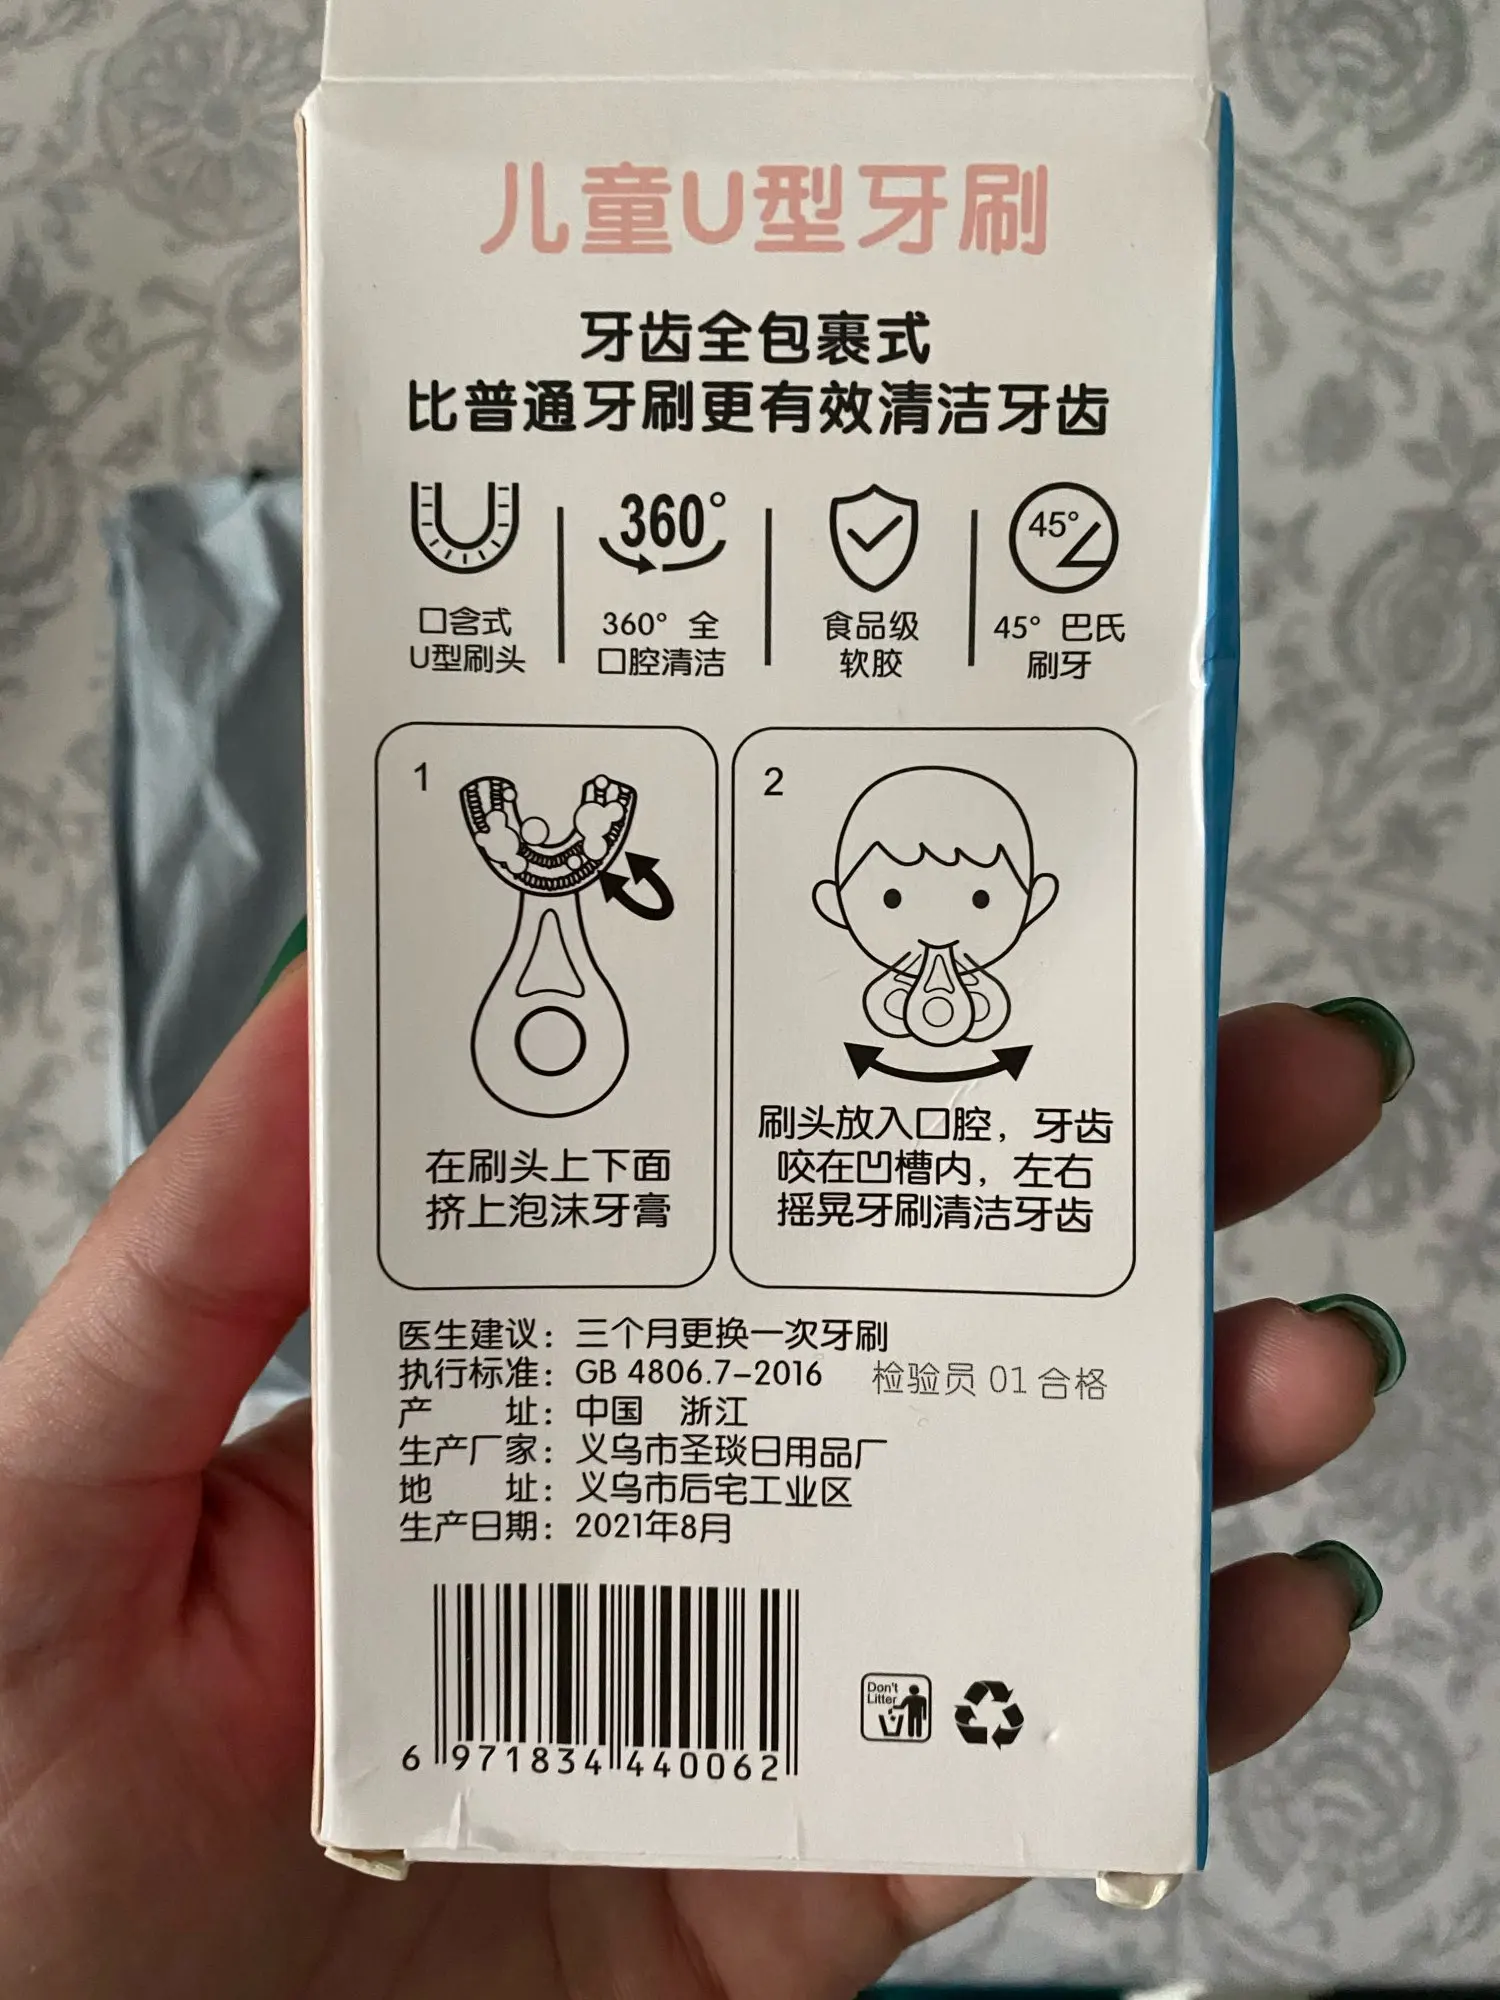 儿童U型牙刷
牙齿全包裹式
比普通牙刷更有效清洁牙齿
360°
45°
口含式
U型刷头
360° 全
口腔清洁
食品级
软胶
45° 巴氏
刷牙
1
在刷头上下面
挤上泡沫牙膏
2
刷头放入口腔，牙齿
咬在凹槽内，左右
摇晃牙刷清洁牙齿
医生建议：三个月更换一次牙刷
执行标准：GB 4806.7-2016
检验员 01 合格
产 址：中国 浙江
生产厂家：义乌市圣琰日用品厂
地 址：义乌市后宅工业区
生产日期：2021年8月
6 971834 440062
Don't
Litter